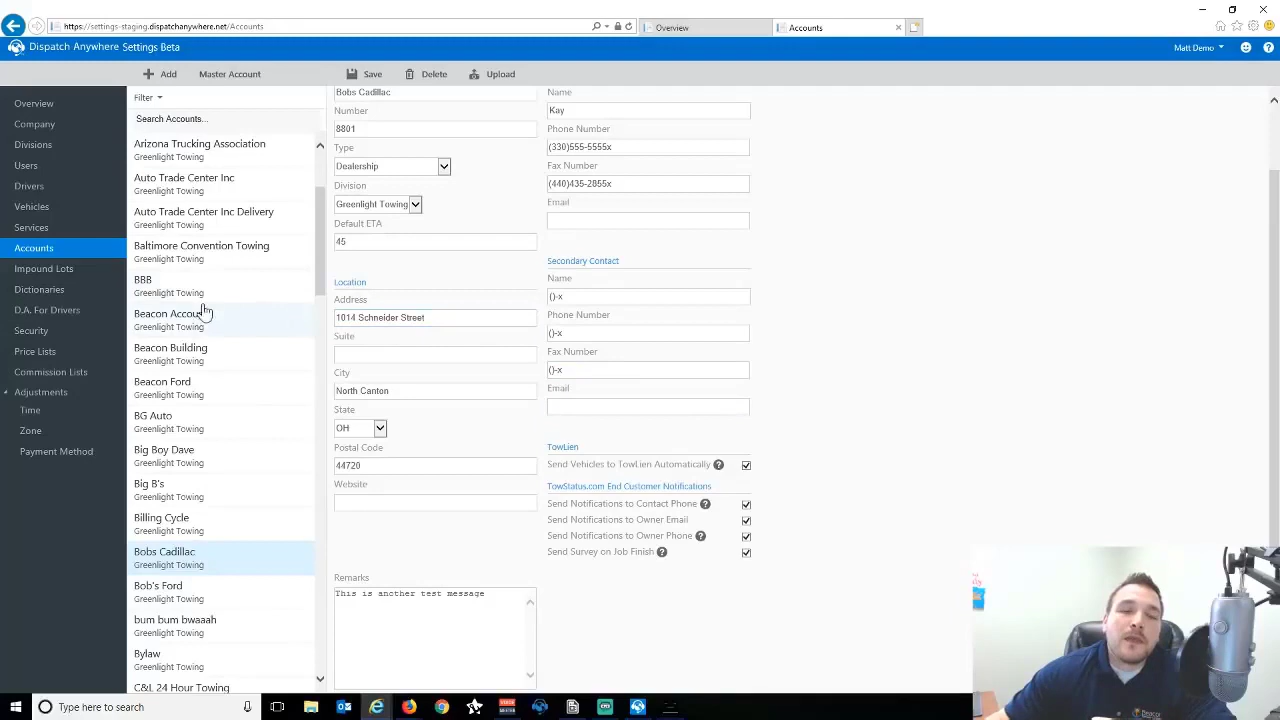 https://settings-staging.dispatchanywhere.net/Accounts
Overview
Accounts
Dispatch Anywhere Settings Beta
Matt Demo
Add
Master Account
Save
Delete
Upload
Overview
Company
Divisions
Users
Drivers
Vehicles
Services
Accounts
Impound Lots
Dictionaries
D.A. For Drivers
Security
Price Lists
Commission Lists
Adjustments
Time
Zone
Payment Method
Filter
Search Accounts...
Arizona Trucking Association
Greenlight Towing
Auto Trade Center Inc
Greenlight Towing
Auto Trade Center Inc Delivery
Greenlight Towing
Baltimore Convention Towing
Greenlight Towing
BBB
Greenlight Towing
Beacon Account
Greenlight Towing
Beacon Building
Greenlight Towing
Beacon Ford
Greenlight Towing
BG Auto
Greenlight Towing
Big Boy Dave
Greenlight Towing
Big B's
Greenlight Towing
Billing Cycle
Greenlight Towing
Bobs Cadillac
Greenlight Towing
Bob's Ford
Greenlight Towing
bum bum bwaaah
Greenlight Towing
Bylaw
Greenlight Towing
C&L 24 Hour Towing
Bobs Cadillac
Number
8801
Type
Dealership
Division
Greenlight Towing
Default ETA
45
Location
Address
1014 Schneider Street
Suite
City
North Canton
State
OH
Postal Code
44720
Website
Remarks
This is another test message
Name
Kay
Phone Number
(330)555-5555x
Fax Number
(440)435-2855x
Email
Secondary Contact
Name
()-x
Phone Number
()-x
Fax Number
()-x
Email
TowLien
Send Vehicles to TowLien Automatically
TowStatus.com End Customer Notifications
Send Notifications to Contact Phone
Send Notifications to Owner Email
Send Notifications to Owner Phone
Send Survey on Job Finish
Type here to search